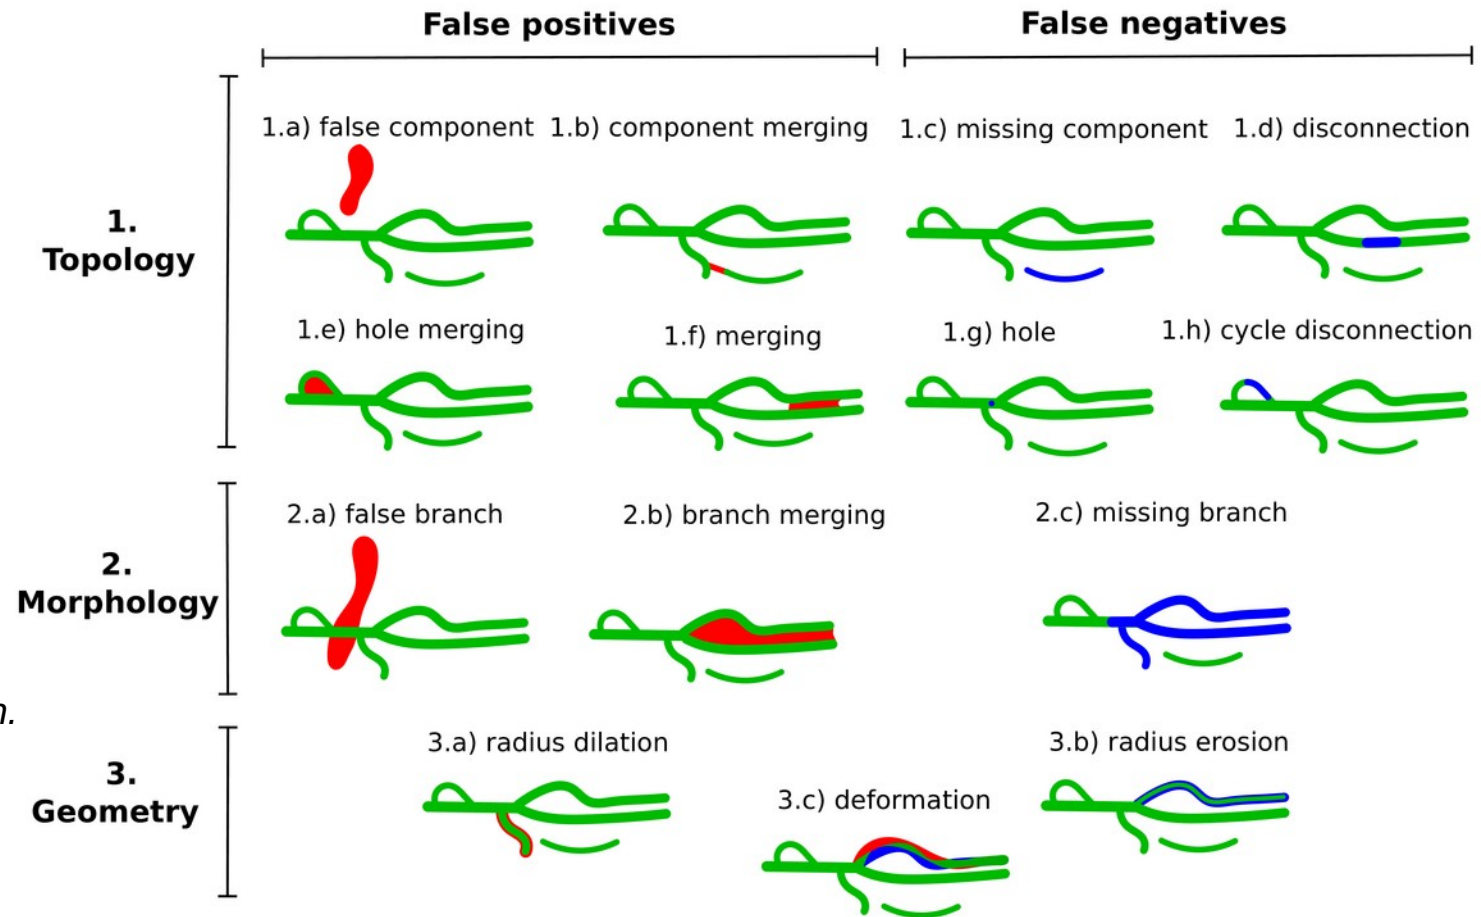 False positives
False negatives
1.a) false component
1.b) component merging
1.c) missing component
1.d) disconnection
1.
Topology
1.e) hole merging
1.f) merging
1.g) hole
1.h) cycle disconnection
2.a) false branch
2.b) branch merging
2.c) missing branch
2.
Morphology
3.a) radius dilation
3.b) radius erosion
3.
Geometry
3.c) deformation